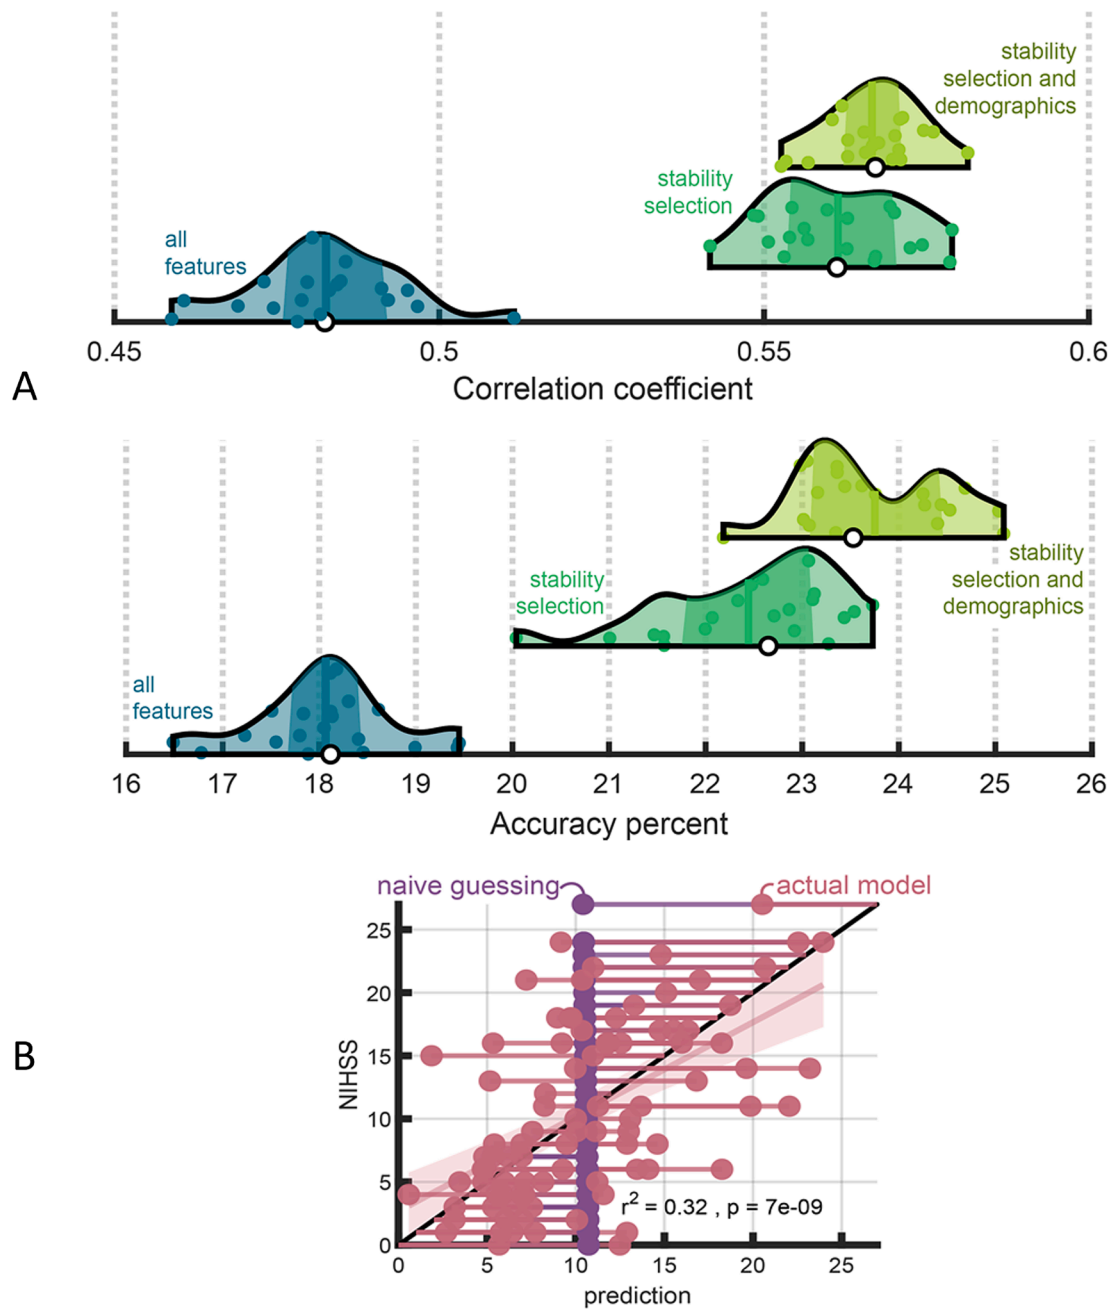 stability
selection and
demographics
stability
selection
all
features
0.45
0.5
0.55
0.6
Correlation coefficient
A
stability
selection
stability
selection and
demographics
all
features
16
17
18
19
20
21
22
23
24
25
26
Accuracy percent
naive guessing
actual model
25
20
15
10
5
0
NIHSS
B
r² = 0.32 , p = 7e-09
0
5
10
15
20
25
prediction